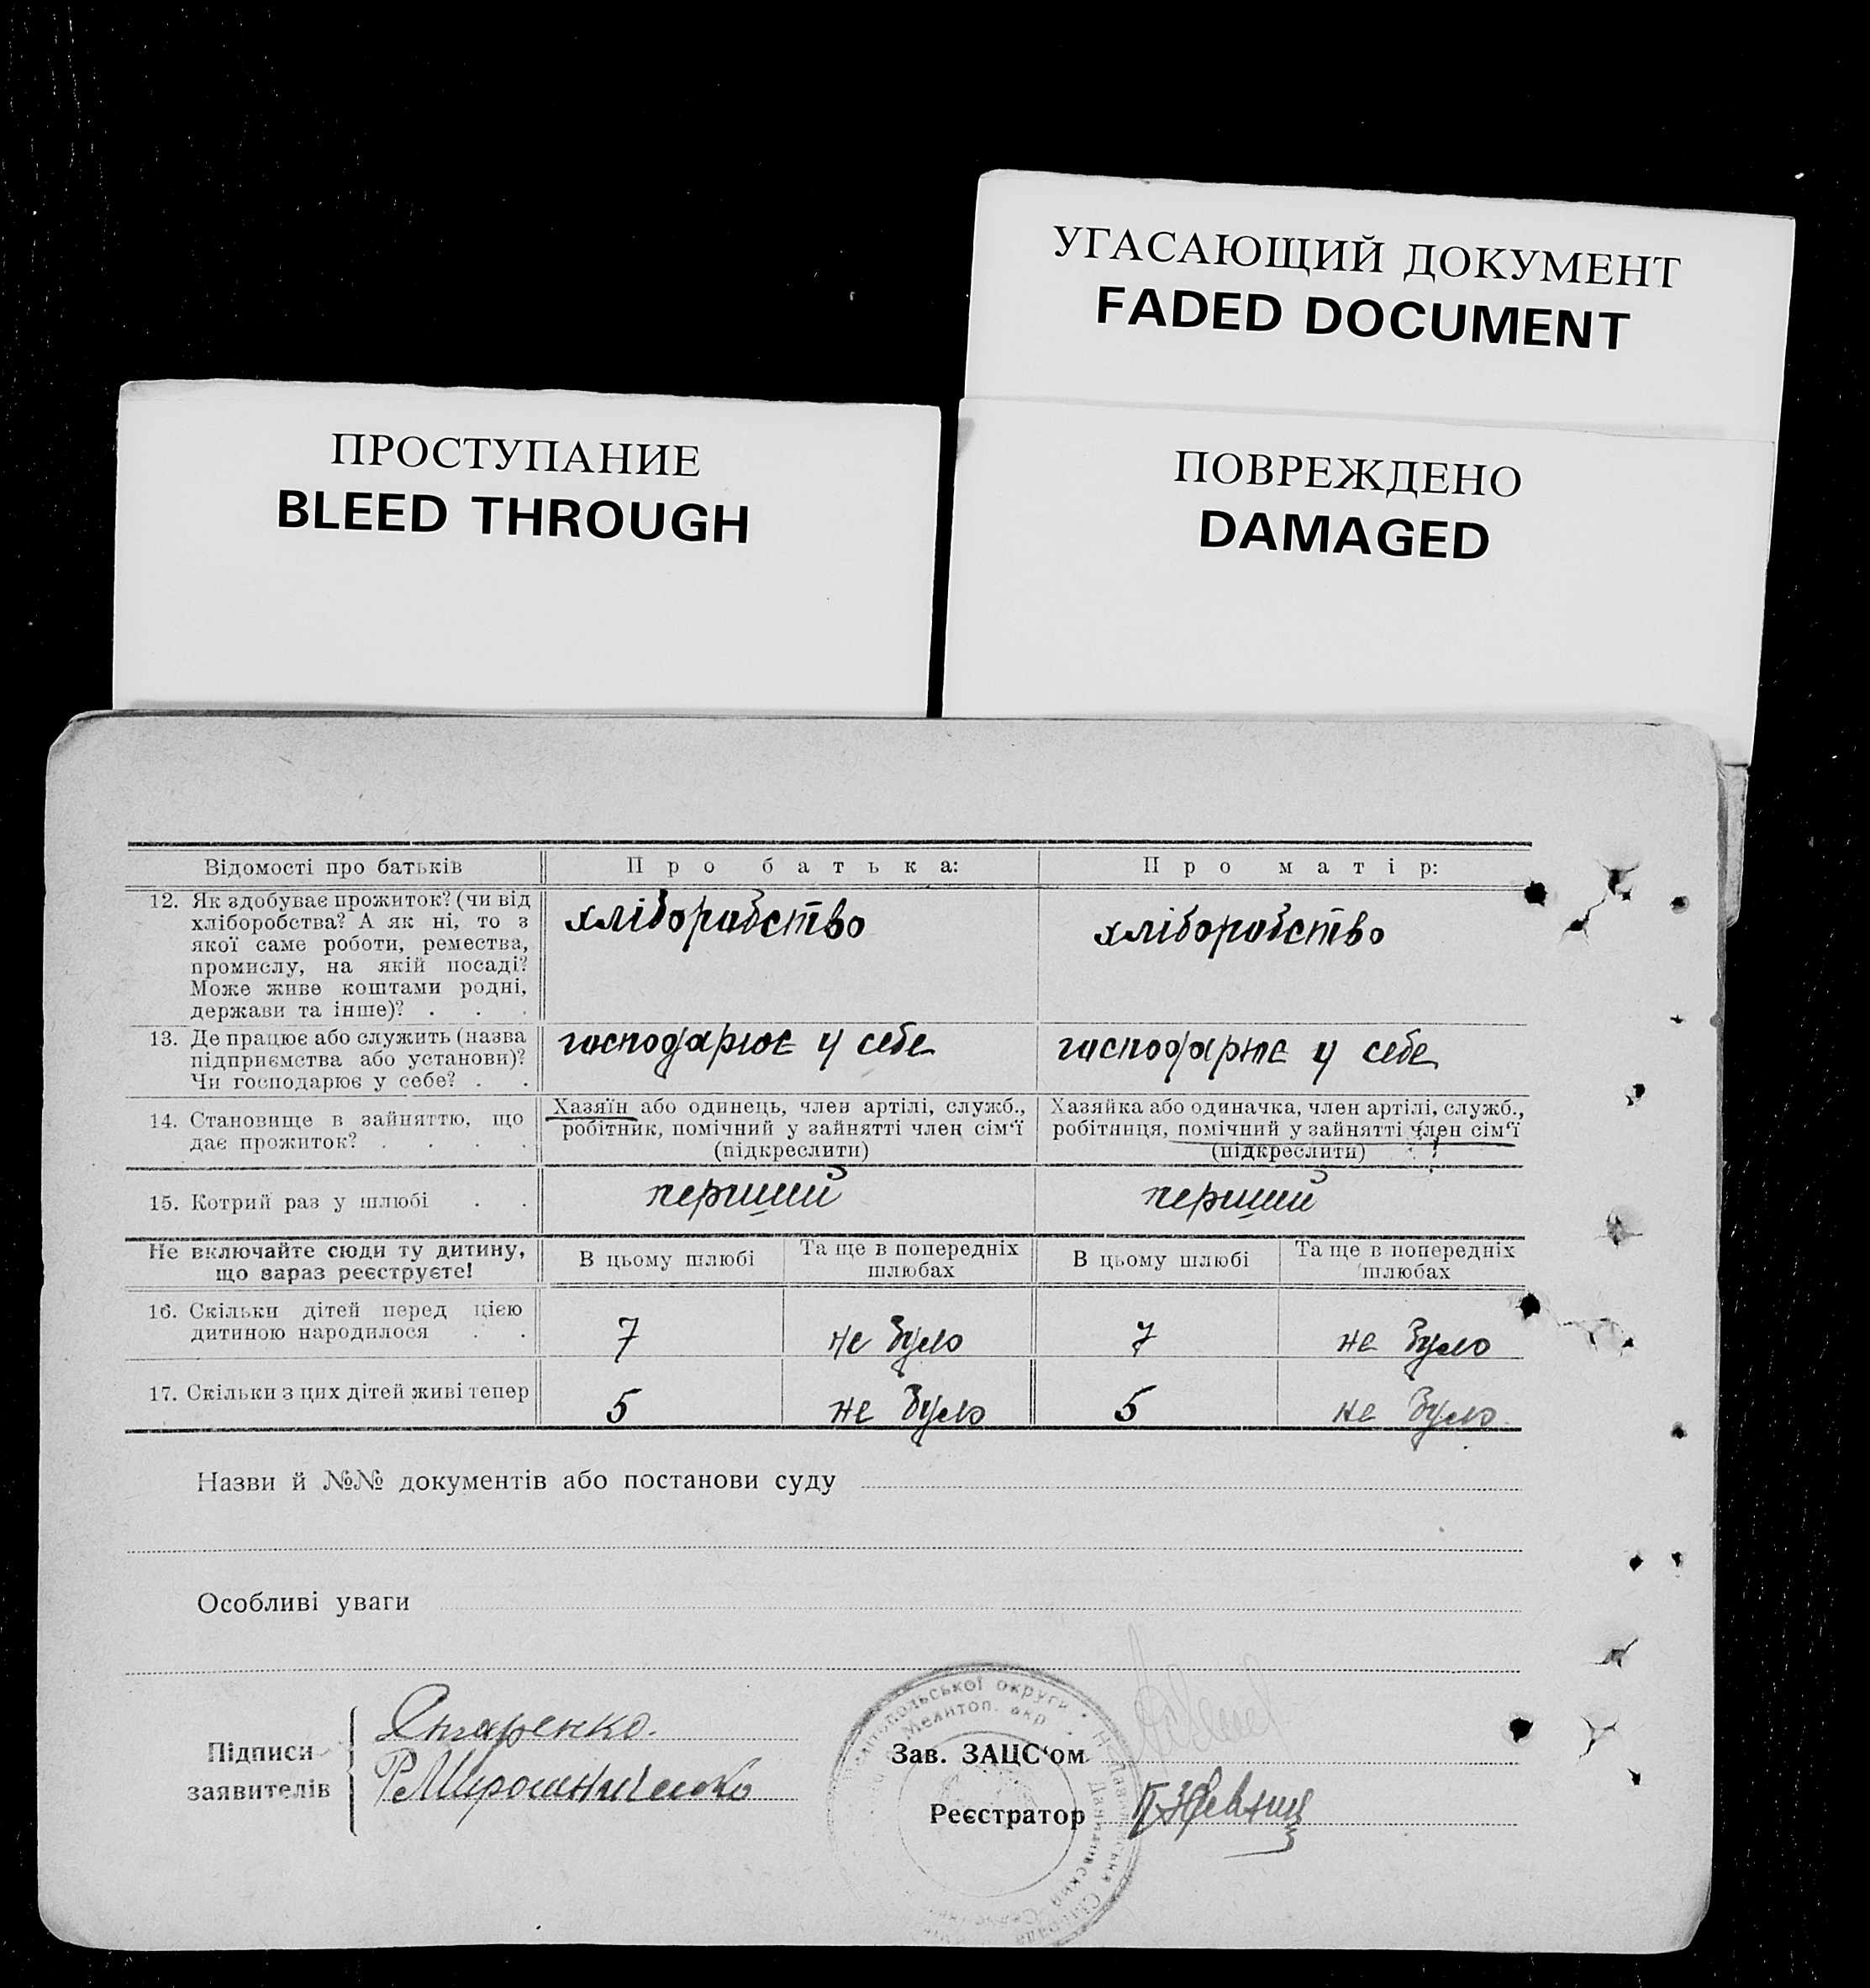 УГАСАЮЩИЙ ДОКУМЕНТ
FADED DOCUMENT
ПРОСТУПАНИЕ
BLEED THROUGH
ПОВРЕЖДЕНО
DAMAGED
Відомості про батьків
Про батька:
Про матір:
12. Як здобуває прожиток? (чи від
хліборобства? А як ні, то з
якої саме роботи, ремества,
промислу, на якій посаді?
Може живе коштами родні,
держави та інше)? . . .
хліборобство
хліборобство
13. Де працює або служить (назва
підприємства або установи)?
Чи господарює у себе? . .
господарює у себе
господарює у себе
14. Становище в зайняттю, що
дає прожиток? . . . .
Хазяїн або одинець, член артілі, служб.,
робітник, помічний у зайнятті член сім'ї
(підкреслити)
Хазяйка або одиначка, член артілі, служб.,
робітниця, помічний у зайнятті член сім'ї
(підкреслити)
15. Котрий раз у шлюбі . .
перший
перший
Не включайте сюди ту дитину,
що зараз реєструєте!
В цьому шлюбі
Та ще в попередніх
шлюбах
В цьому шлюбі
Та ще в попередніх
шлюбах
16. Скільки дітей перед цією
дитиною народилося . .
7
не було
7
не було
17. Скільки з цих дітей живі тепер
5
не було
5
не було
Назви й №№ документів або постанови суду
Особливі уваги
Підписи
заявителів
Мірошниченко
Зав. ЗАЦС'ом
Реєстратор
Мелітопольської округи
Мелитоп. окр.